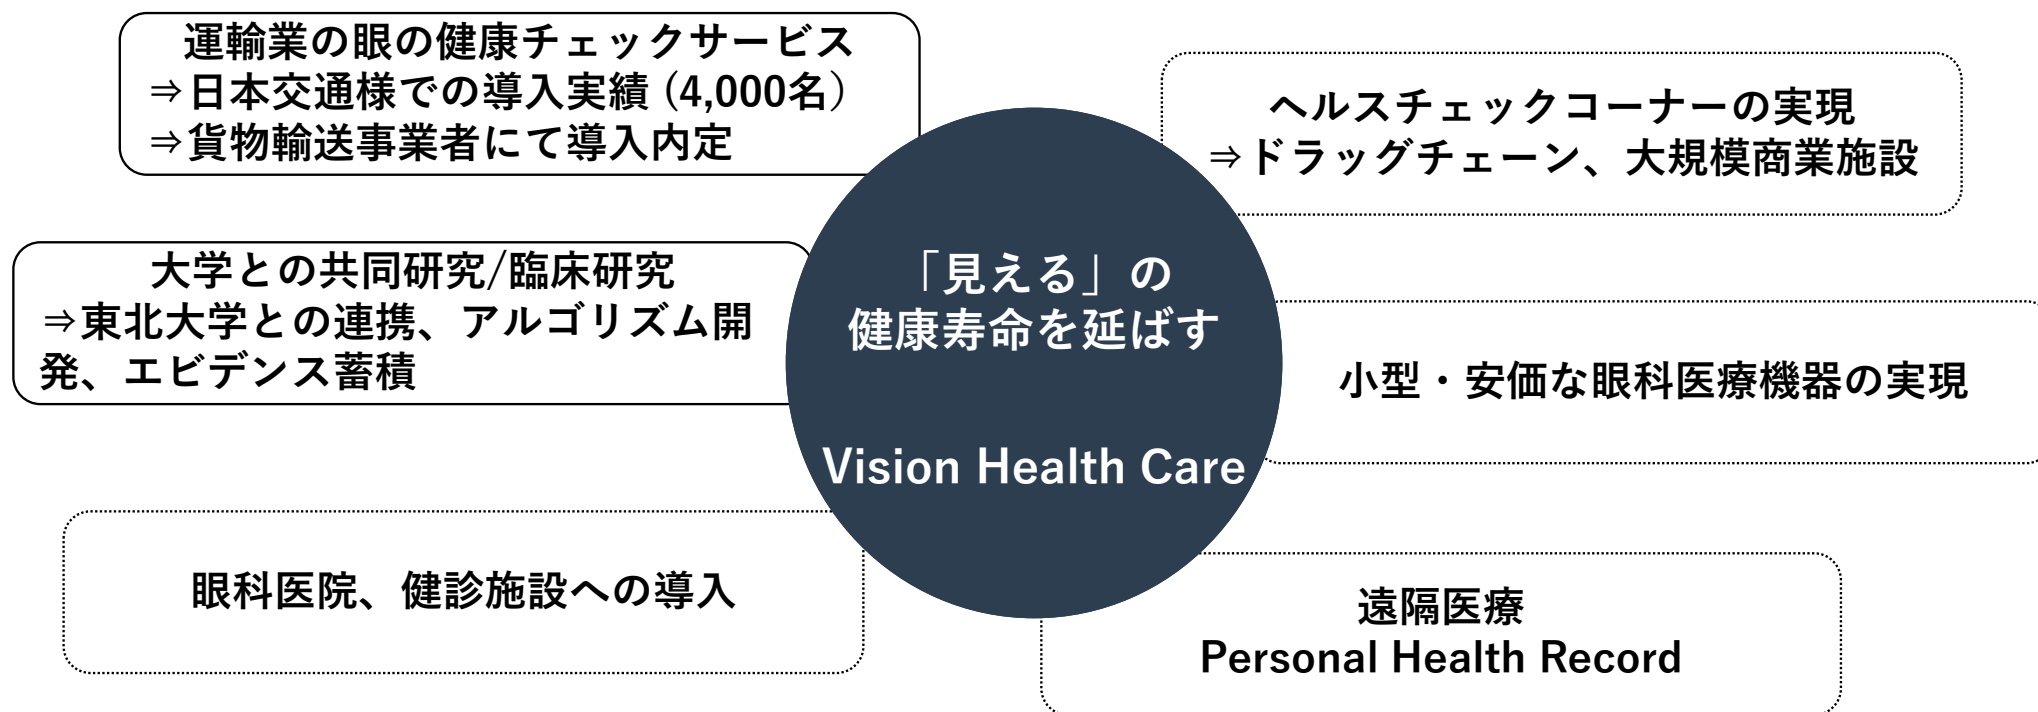 運輸業の眼の健康チェックサービス
⇒日本交通様での導入実績 (4,000名)
⇒貨物輸送事業者にて導入内定
大学との共同研究/臨床研究
⇒東北大学との連携、アルゴリズム開
発、エビデンス蓄積
眼科医院、健診施設への導入
「見える」の
健康寿命を延ばす
Vision Health Care
ヘルスチェックコーナーの実現
⇒ドラッグチェーン、大規模商業施設
小型・安価な眼科医療機器の実現
遠隔医療
Personal Health Record